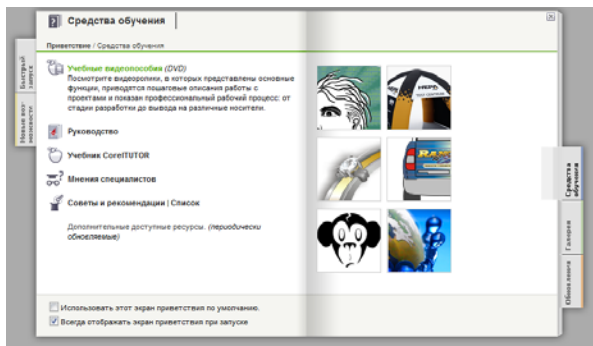 Средства обучения
Приветствие / Средства обучения
Быстрый
запуск
Новые воз-
можности
Учебные видеопособия (DVD)
Посмотрите видеоролики, в которых представлены основные
функции, приводятся пошаговые описания работы с
проектами и показан профессиональный рабочий процесс: от
стадии разработки до вывода на различные носители.
Руководство
Учебник CorelTUTOR
Мнения специалистов
Советы и рекомендации | Список
Дополнительные доступные ресурсы. (периодически
обновляемые)
Средства
обучения
Галерея
Обновления
Использовать этот экран приветствия по умолчанию.
Всегда отображать экран приветствия при запуске